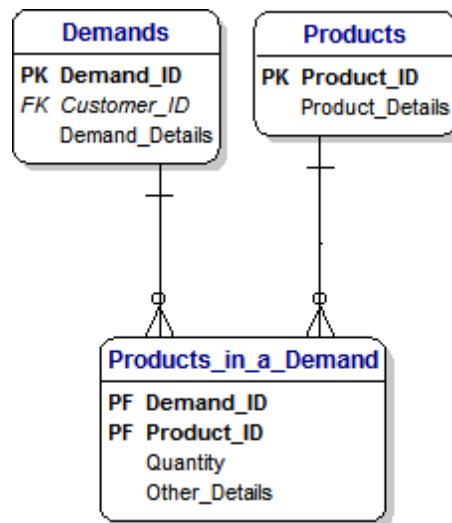 Demands
PK Demand_ID
FK Customer_ID
Demand_Details
Products
PK Product_ID
Product_Details
Products_in_a_Demand
PF Demand_ID
PF Product_ID
Quantity
Other_Details